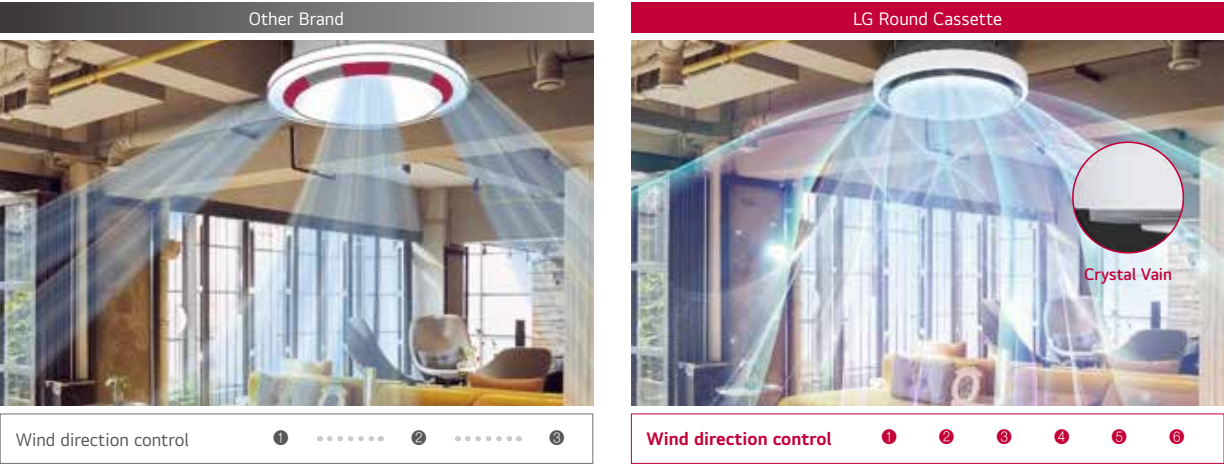 Other Brand
LG Round Cassette
Crystal Vain
Wind direction control ❶ ❷ ❸
Wind direction control ❶ ❷ ❸ ❹ ❺ ❻